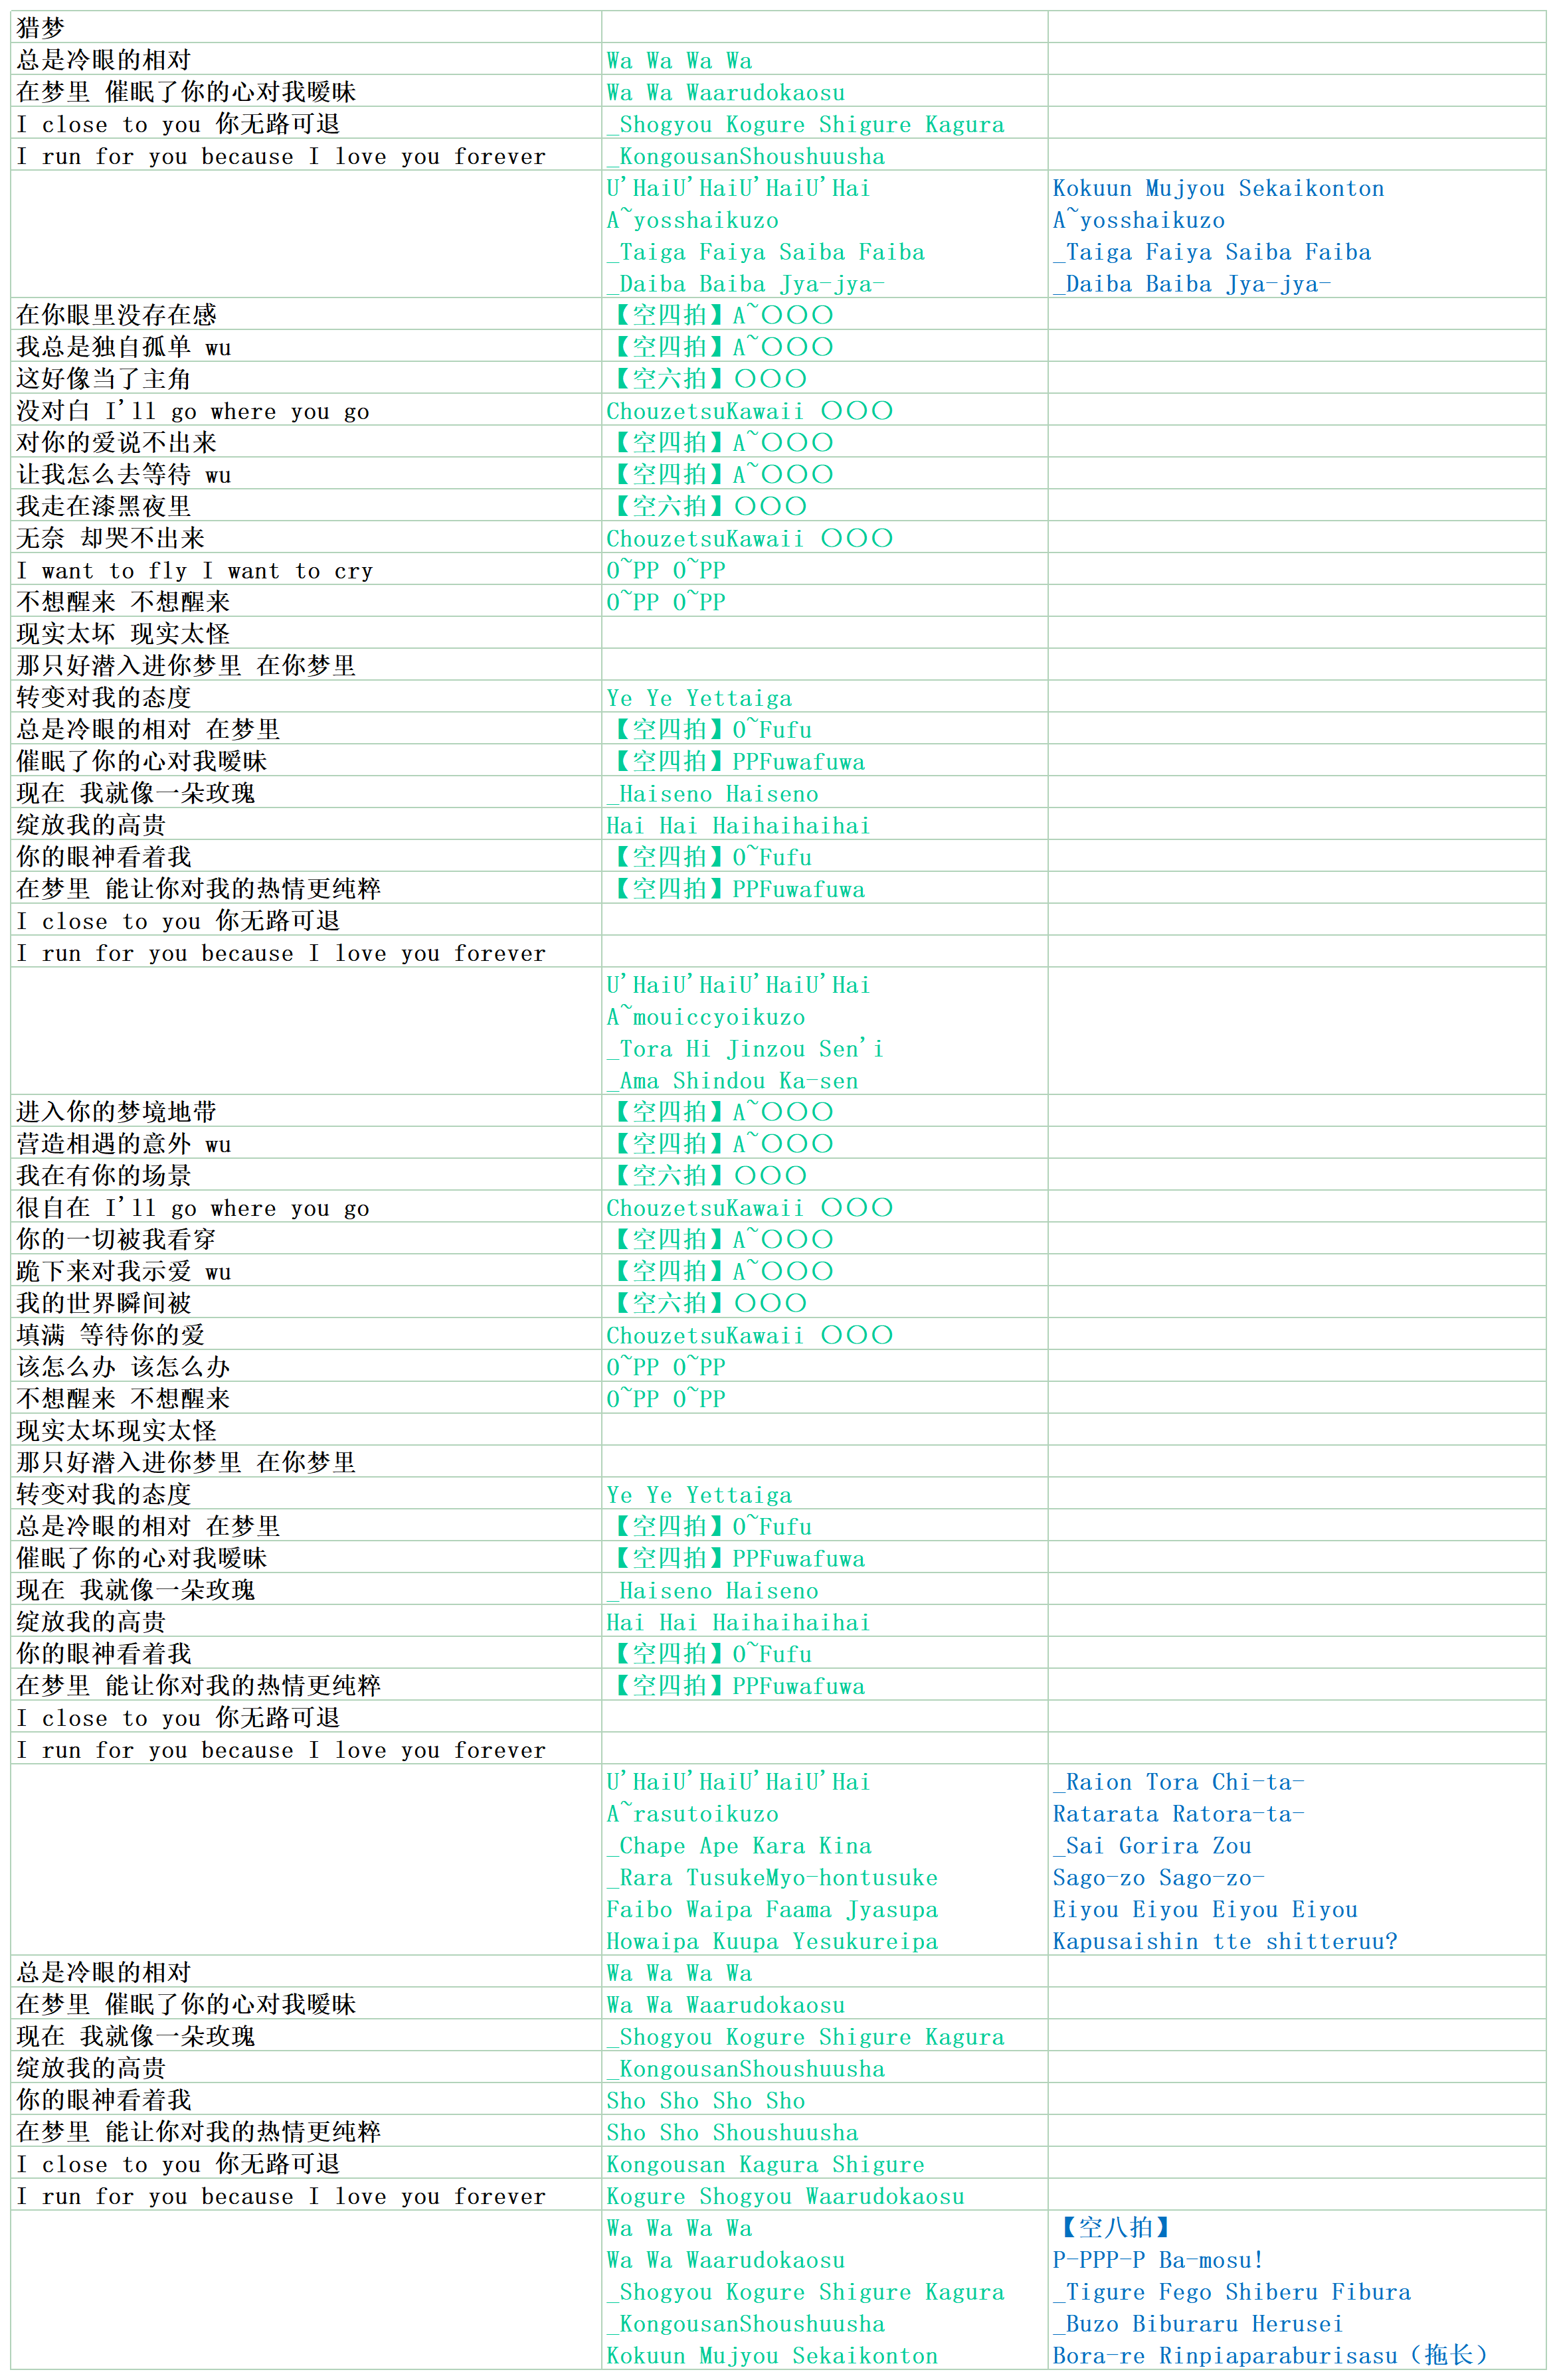 猎梦
总是冷眼的相对 Wa Wa Wa Wa
在梦里 催眠了你的心对我暧昧 Wa Wa Waarudokaosu
I close to you 你无路可退 _Shogyou Kogure Shigure Kagura
I run for you because I love you forever _KongousanShoushuusha
U'HaiU'HaiU'HaiU'Hai Kokuun Mujyou Sekaikonton
A~yosshaikuzo A~yosshaikuzo
_Taiga Faiya Saiba Faiba _Taiga Faiya Saiba Faiba
_Daiba Baiba Jya-jya- _Daiba Baiba Jya-jya-
在你眼里没存在感 【空四拍】A~〇〇〇
我总是独自孤单 wu 【空四拍】A~〇〇〇
这好像当了主角 【空六拍】〇〇〇
没对白 I'll go where you go ChouzetsuKawaii 〇〇〇
对你的爱说不出来 【空四拍】A~〇〇〇
让我怎么去等待 wu 【空四拍】A~〇〇〇
我走在漆黑夜里 【空六拍】〇〇〇
无奈 却哭不出来 ChouzetsuKawaii 〇〇〇
I want to fly I want to cry O~PP O~PP
不想醒来 不想醒来 O~PP O~PP
现实太坏 现实太怪
那只好潜入进你梦里 在你梦里
转变对我的态度 Ye Ye Yettaiga
总是冷眼的相对 在梦里 【空四拍】O~Fufu
催眠了你的心对我暧昧 【空四拍】PPFuwafuwa
现在 我就像一朵玫瑰 _Haiseno Haiseno
绽放我的高贵 Hai Hai Haihaihaihai
你的眼神看着我 【空四拍】O~Fufu
在梦里 能让你对我的热情更纯粹 【空四拍】PPFuwafuwa
I close to you 你无路可退
I run for you because I love you forever
U'HaiU'HaiU'HaiU'Hai
A~mouiccyoikuzo
_Tora Hi Jinzou Sen'i
_Ama Shindou Ka-sen
进入你的梦境地带 【空四拍】A~〇〇〇
营造相遇的意外 wu 【空四拍】A~〇〇〇
我在有你的场景 【空六拍】〇〇〇
很自在 I'll go where you go ChouzetsuKawaii 〇〇〇
你的一切被我看穿 【空四拍】A~〇〇〇
跪下来对我示爱 wu 【空四拍】A~〇〇〇
我的世界瞬间被 【空六拍】〇〇〇
填满 等待你的爱 ChouzetsuKawaii 〇〇〇
该怎么办 该怎么办 O~PP O~PP
不想醒来 不想醒来 O~PP O~PP
现实太坏现实太怪
那只好潜入进你梦里 在你梦里
转变对我的态度 Ye Ye Yettaiga
总是冷眼的相对 在梦里 【空四拍】O~Fufu
催眠了你的心对我暧昧 【空四拍】PPFuwafuwa
现在 我就像一朵玫瑰 _Haiseno Haiseno
绽放我的高贵 Hai Hai Haihaihaihai
你的眼神看着我 【空四拍】O~Fufu
在梦里 能让你对我的热情更纯粹 【空四拍】PPFuwafuwa
I close to you 你无路可退
I run for you because I love you forever
U'HaiU'HaiU'HaiU'Hai _Raion Tora Chi-ta-
A~rasutoikuzo Ratarata Ratora-ta-
_Chape Ape Kara Kina _Sai Gorira Zou
_Rara TusukeMyo-hontusuke Sago-zo Sago-zo-
Faibo Waipa Faama Jyasupa Eiyou Eiyou Eiyou Eiyou
Howaipa Kuupa Yesukureipa Kapusaishin tte shitteruu?
总是冷眼的相对 Wa Wa Wa Wa
在梦里 催眠了你的心对我暧昧 Wa Wa Waarudokaosu
现在 我就像一朵玫瑰 _Shogyou Kogure Shigure Kagura
绽放我的高贵 _KongousanShoushuusha
你的眼神看着我 Sho Sho Sho Sho
在梦里 能让你对我的热情更纯粹 Sho Sho Shoushuusha
I close to you 你无路可退 Kongousan Kagura Shigure
I run for you because I love you forever Kogure Shogyou Waarudokaosu
Wa Wa Wa Wa 【空八拍】
Wa Wa Waarudokaosu P-PPP-P Ba-mosu!
_Shogyou Kogure Shigure Kagura _Tigure Fego Shiberu Fibura
_KongousanShoushuusha _Buzo Biburaru Herusei
Kokuun Mujyou Sekaikonton Bora-re Rinpiaparaburisasu（拖长）